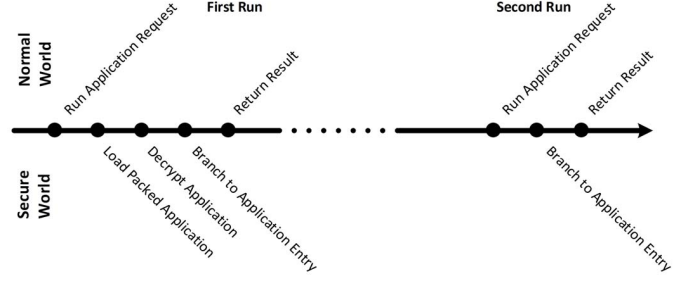 First Run
Second Run
Normal
World
Run Application Request
Return Result
Run Application Request
Return Result
Secure
World
Load Packed Application
Decrypt Application
Branch to Application Entry
Branch to Application Entry